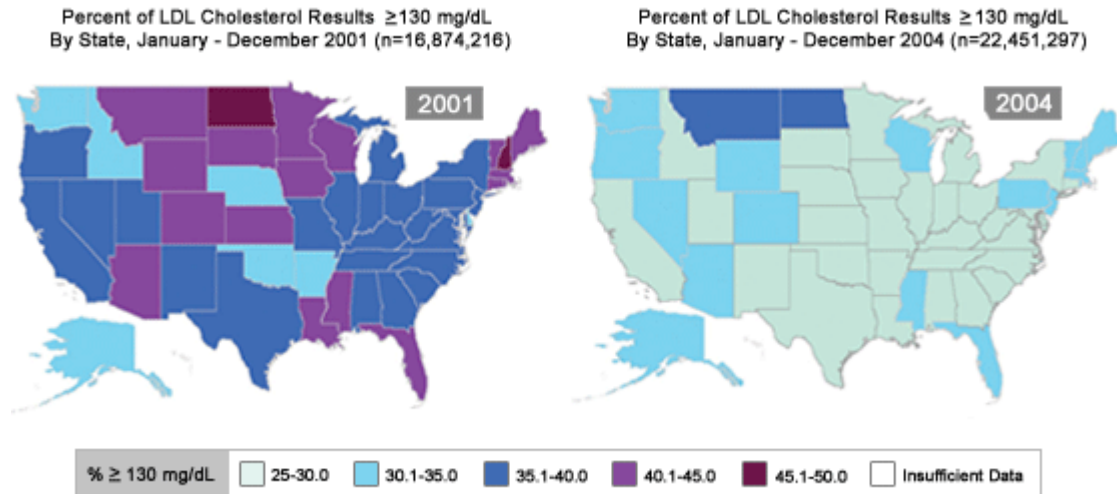 Percent of LDL Cholesterol Results ≥130 mg/dL
By State, January - December 2001 (n=16,874,216)
Percent of LDL Cholesterol Results ≥130 mg/dL
By State, January - December 2004 (n=22,451,297)
2001
2004
% ≥ 130 mg/dL
25-30.0
30.1-35.0
35.1-40.0
40.1-45.0
45.1-50.0
Insufficient Data